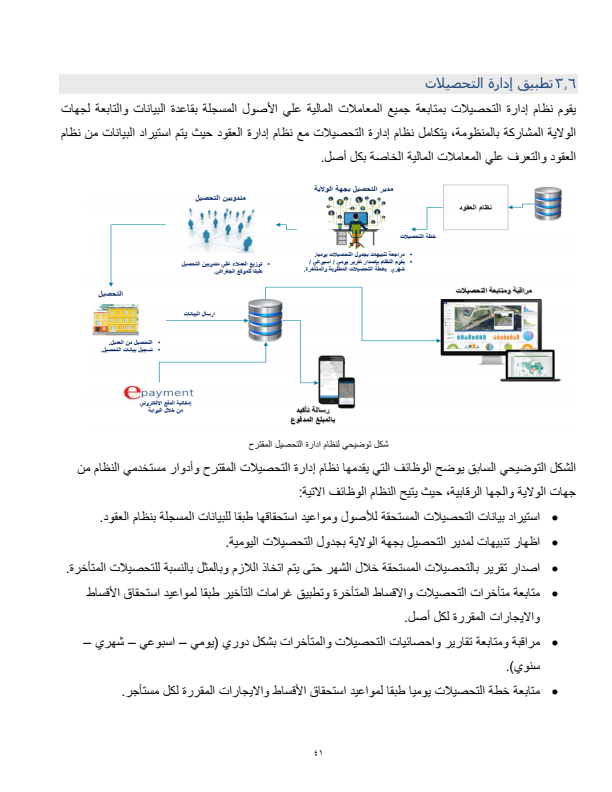 ٣,٦ تطبيق إدارة التحصيلات
يقوم نظام إدارة التحصيلات بمتابعة جميع المعاملات المالية علي الأصول المسجلة بقاعدة البيانات والتابعة لجهات
الولاية المشاركة بالمنظومة، يتكامل نظام إدارة التحصيلات مع نظام إدارة العقود حيث يتم استيراد البيانات من نظام
العقود والتعرف علي المعاملات المالية الخاصة بكل أصل.
نظام العقود
خطة التحصيلات
مدير التحصيل بجهة الولاية
مراجعة تنبيهات بجدول التحصيلات يوميا.
يقوم النظام بإصدار تقرير يومي / اسبوعي /
شهري بخطة التحصيلات المطلوبة والمتأخرة.
مندوبين التحصيل
توزيع العملاء علي مندوبين التحصيل
طبقا للموقع الجغرافي.
التحصيل
التحصيل من العميل.
تسجيل بيانات التحصيل.
ارسال البيانات
مراقبة ومتابعة التحصيلات
epayment
إمكانية الدفع الالكتروني
من خلال البوابة
رسالة تأكيد
بالمبلغ المدفوع
شكل توضيحي لنظام ادارة التحصيل المقترح
الشكل التوضيحي السابق يوضح الوظائف التي يقدمها نظام إدارة التحصيلات المقترح وأدوار مستخدمي النظام من
جهات الولاية والجها الرقابية، حيث يتيح النظام الوظائف الاتية:
• استيراد بيانات التحصيلات المستحقة للأصول ومواعيد استحقاقها طبقا للبيانات المسجلة بنظام العقود.
• اظهار تنبيهات لمدير التحصيل بجهة الولاية بجدول التحصيلات اليومية.
• اصدار تقرير بالتحصيلات المستحقة خلال الشهر حتى يتم اتخاذ اللازم وبالمثل بالنسبة للتحصيلات المتأخرة.
• متابعة متأخرات التحصيلات والاقساط المتأخرة وتطبيق غرامات التأخير طبقا لمواعيد استحقاق الأقساط
والايجارات المقررة لكل أصل.
• مراقبة ومتابعة تقارير واحصائيات التحصيلات والمتأخرات بشكل دوري (يومي – اسبوعي – شهري –
سنوي).
• متابعة خطة التحصيلات يوميا طبقا لمواعيد استحقاق الأقساط والايجارات المقررة لكل مستأجر.
٤١